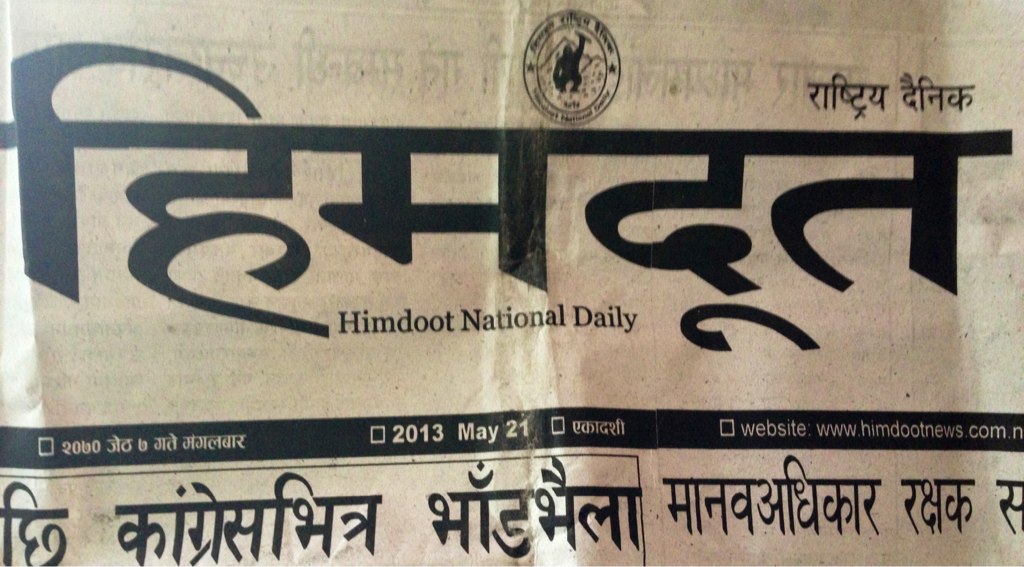 राष्ट्रिय दैनिक
हिमदूत
Himdoot National Daily
२०७० जेठ ७ गते मंगलबार 2013 May 21 एकादशी website: www.himdootnews.com.n
कांग्रेसभित्र भाँडभैला मानवअधिकार रक्षक स